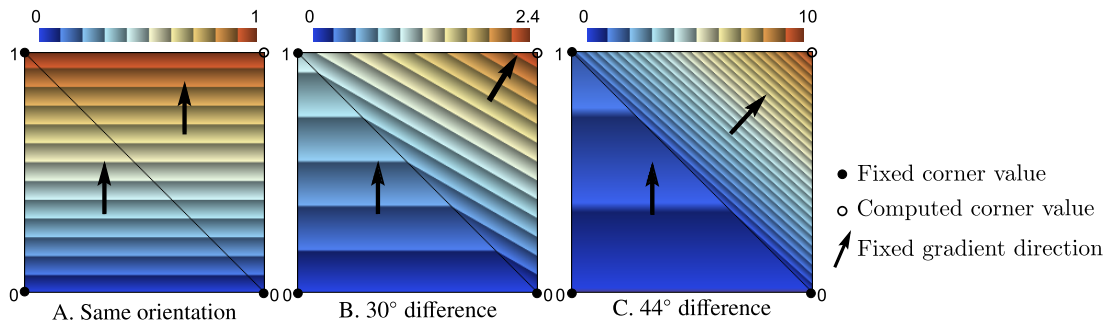 0 1
0 2.4
0 10
1
1
1
0
0 0
0 0
A. Same orientation
B. 30° difference
C. 44° difference
Fixed corner value
Computed corner value
Fixed gradient direction